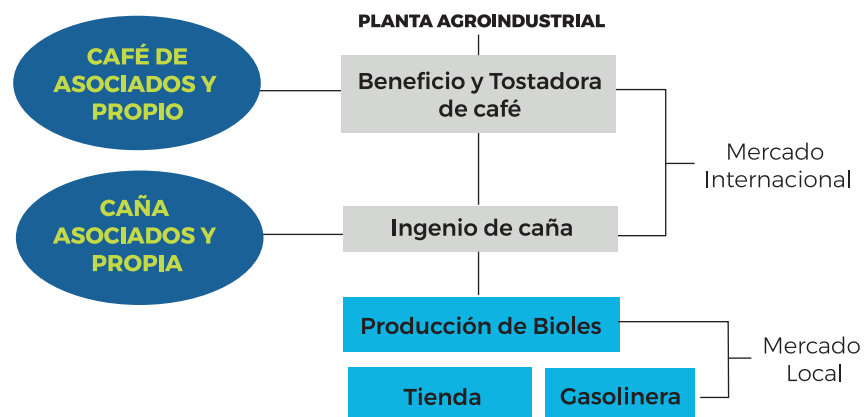 PLANTA AGROINDUSTRIAL
CAFÉ DE
ASOCIADOS Y
PROPIO
Beneficio y Tostadora
de café
Mercado
Internacional
CAÑA
ASOCIADOS Y
PROPIA
Ingenio de caña
Producción de Bioles
Mercado
Local
Tienda
Gasolinera